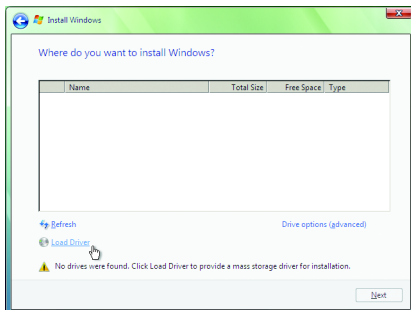 Install Windows
Where do you want to install Windows?
Name Total Size Free Space Type
Refresh Drive options (advanced)
Load Driver
No drives were found. Click Load Driver to provide a mass storage driver for installation.
Next